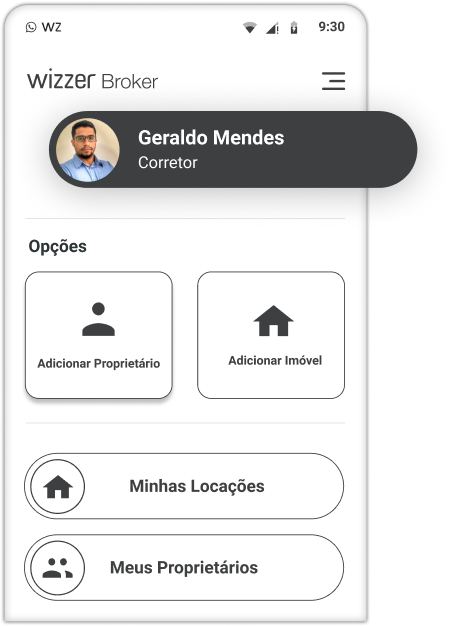 WZ 9:30
wizzer Broker
Geraldo Mendes
Corretor
Opções
Adicionar Proprietário
Adicionar Imóvel
Minhas Locações
Meus Proprietários